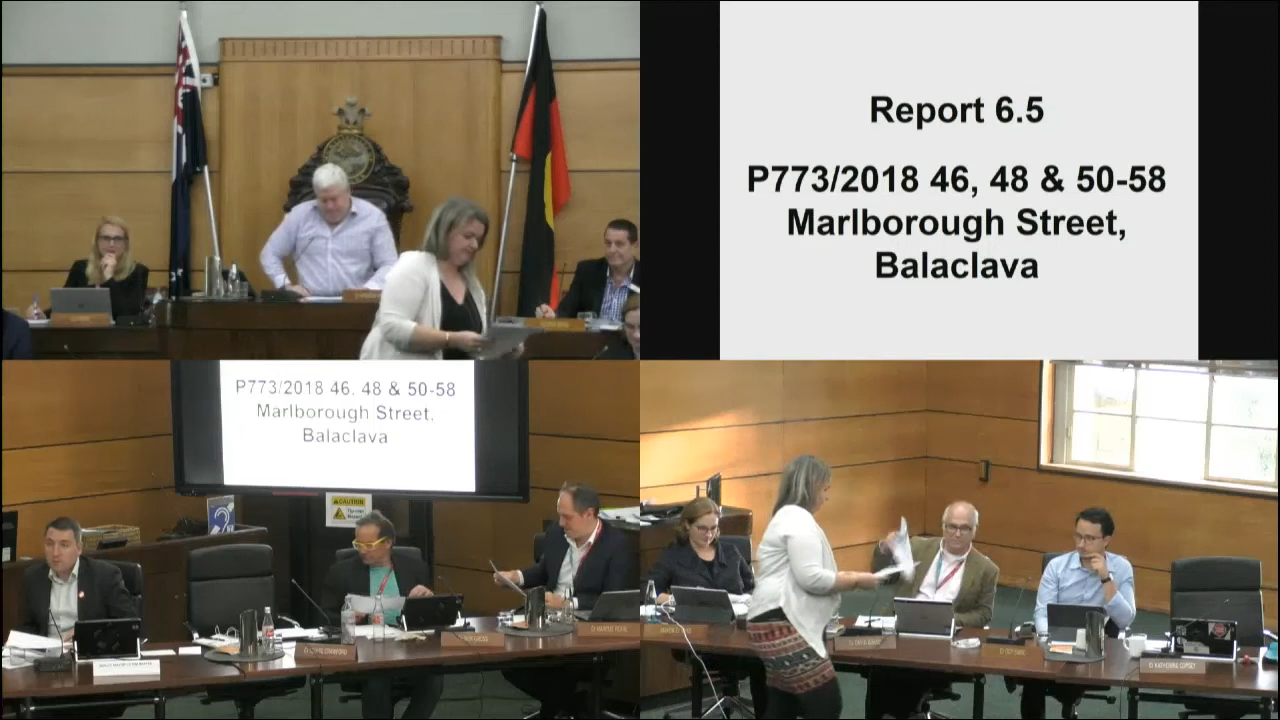 Report 6.5
P773/2018 46, 48 & 50-58
Marlborough Street,
Balaclava
P773/2018 46. 48 & 50-58
Marlborough Street.
Balaclava
CAUTION